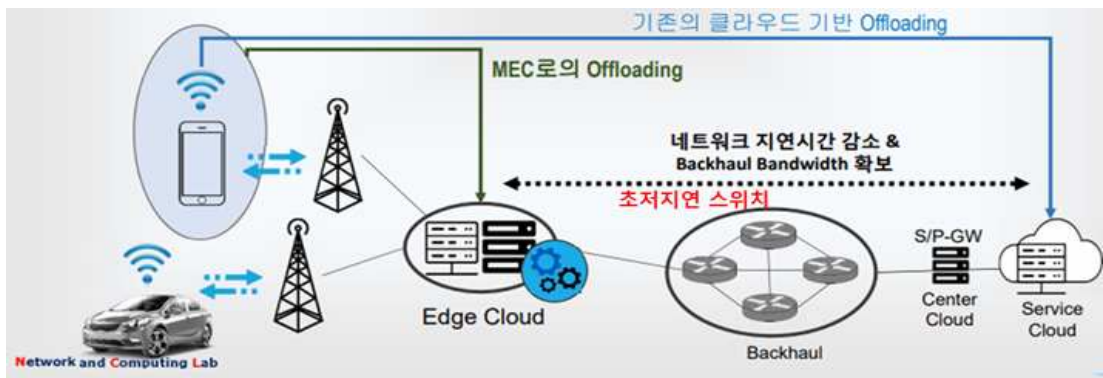 기존의 클라우드 기반 Offloading
MEC로의 Offloading
네트워크 지연시간 감소 &
Backhaul Bandwidth 확보
초저지연 스위치
S/P-GW
Edge Cloud
Center
Cloud
Service
Cloud
Backhaul
Network and Computing Lab